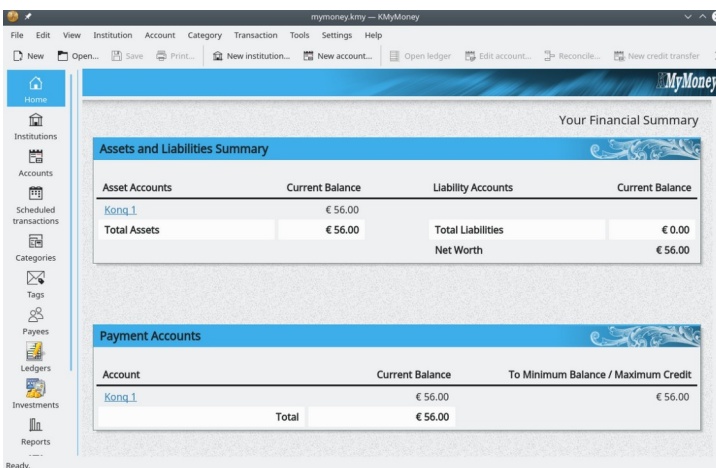 mymoney.kmy — KMyMoney
File Edit View Institution Account Category Transaction Tools Settings Help
New Open... Save Print... New institution... New account... Open ledger Edit account... Reconcile... New credit transfer
Home
Institutions
Accounts
Scheduled
transactions
Categories
Tags
Payees
Ledgers
Investments
Reports
KMyMoney
Your Financial Summary
Assets and Liabilities Summary
Asset Accounts Current Balance Liability Accounts Current Balance
Konq 1 € 56.00
Total Assets € 56.00 Total Liabilities € 0.00
Net Worth € 56.00
Payment Accounts
Account Current Balance To Minimum Balance / Maximum Credit
Konq 1 € 56.00 € 56.00
Total € 56.00
Ready.